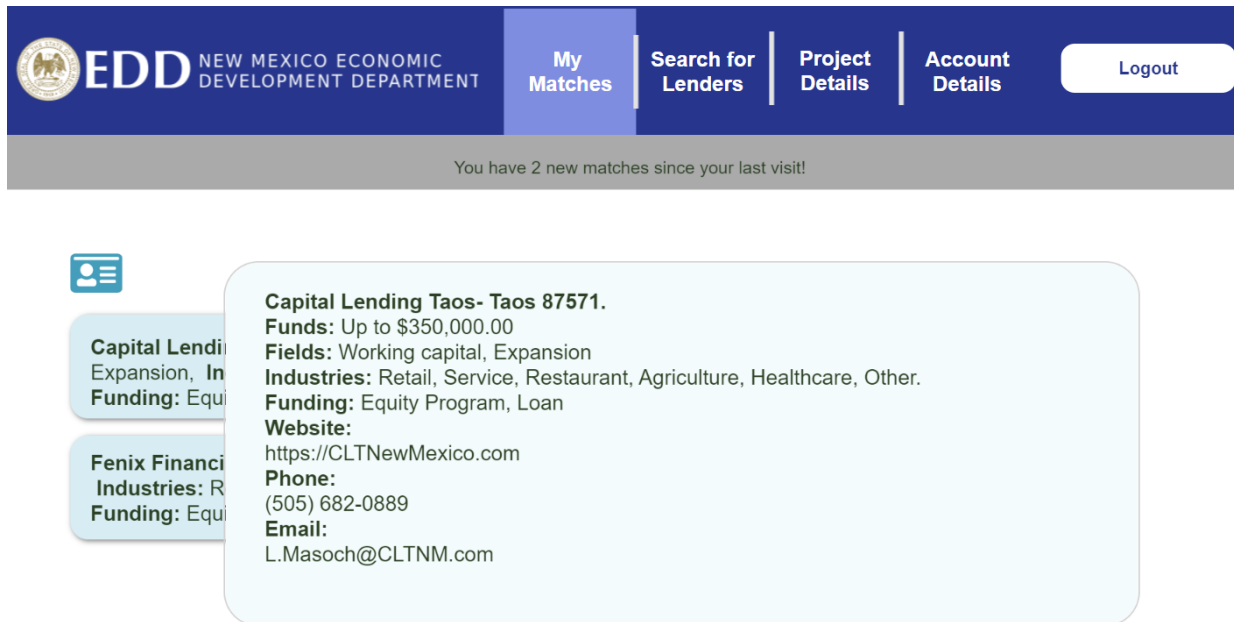 EDD NEW MEXICO ECONOMIC
DEVELOPMENT DEPARTMENT
My
Matches
Search for
Lenders
Project
Details
Account
Details
Logout
You have 2 new matches since your last visit!
Capital Lendi
Expansion, In
Funding: Equi
Fenix Financi
Industries: R
Funding: Equi
Capital Lending Taos- Taos 87571.
Funds: Up to $350,000.00
Fields: Working capital, Expansion
Industries: Retail, Service, Restaurant, Agriculture, Healthcare, Other.
Funding: Equity Program, Loan
Website:
https://CLTNewMexico.com
Phone:
(505) 682-0889
Email:
L.Masoch@CLTNM.com